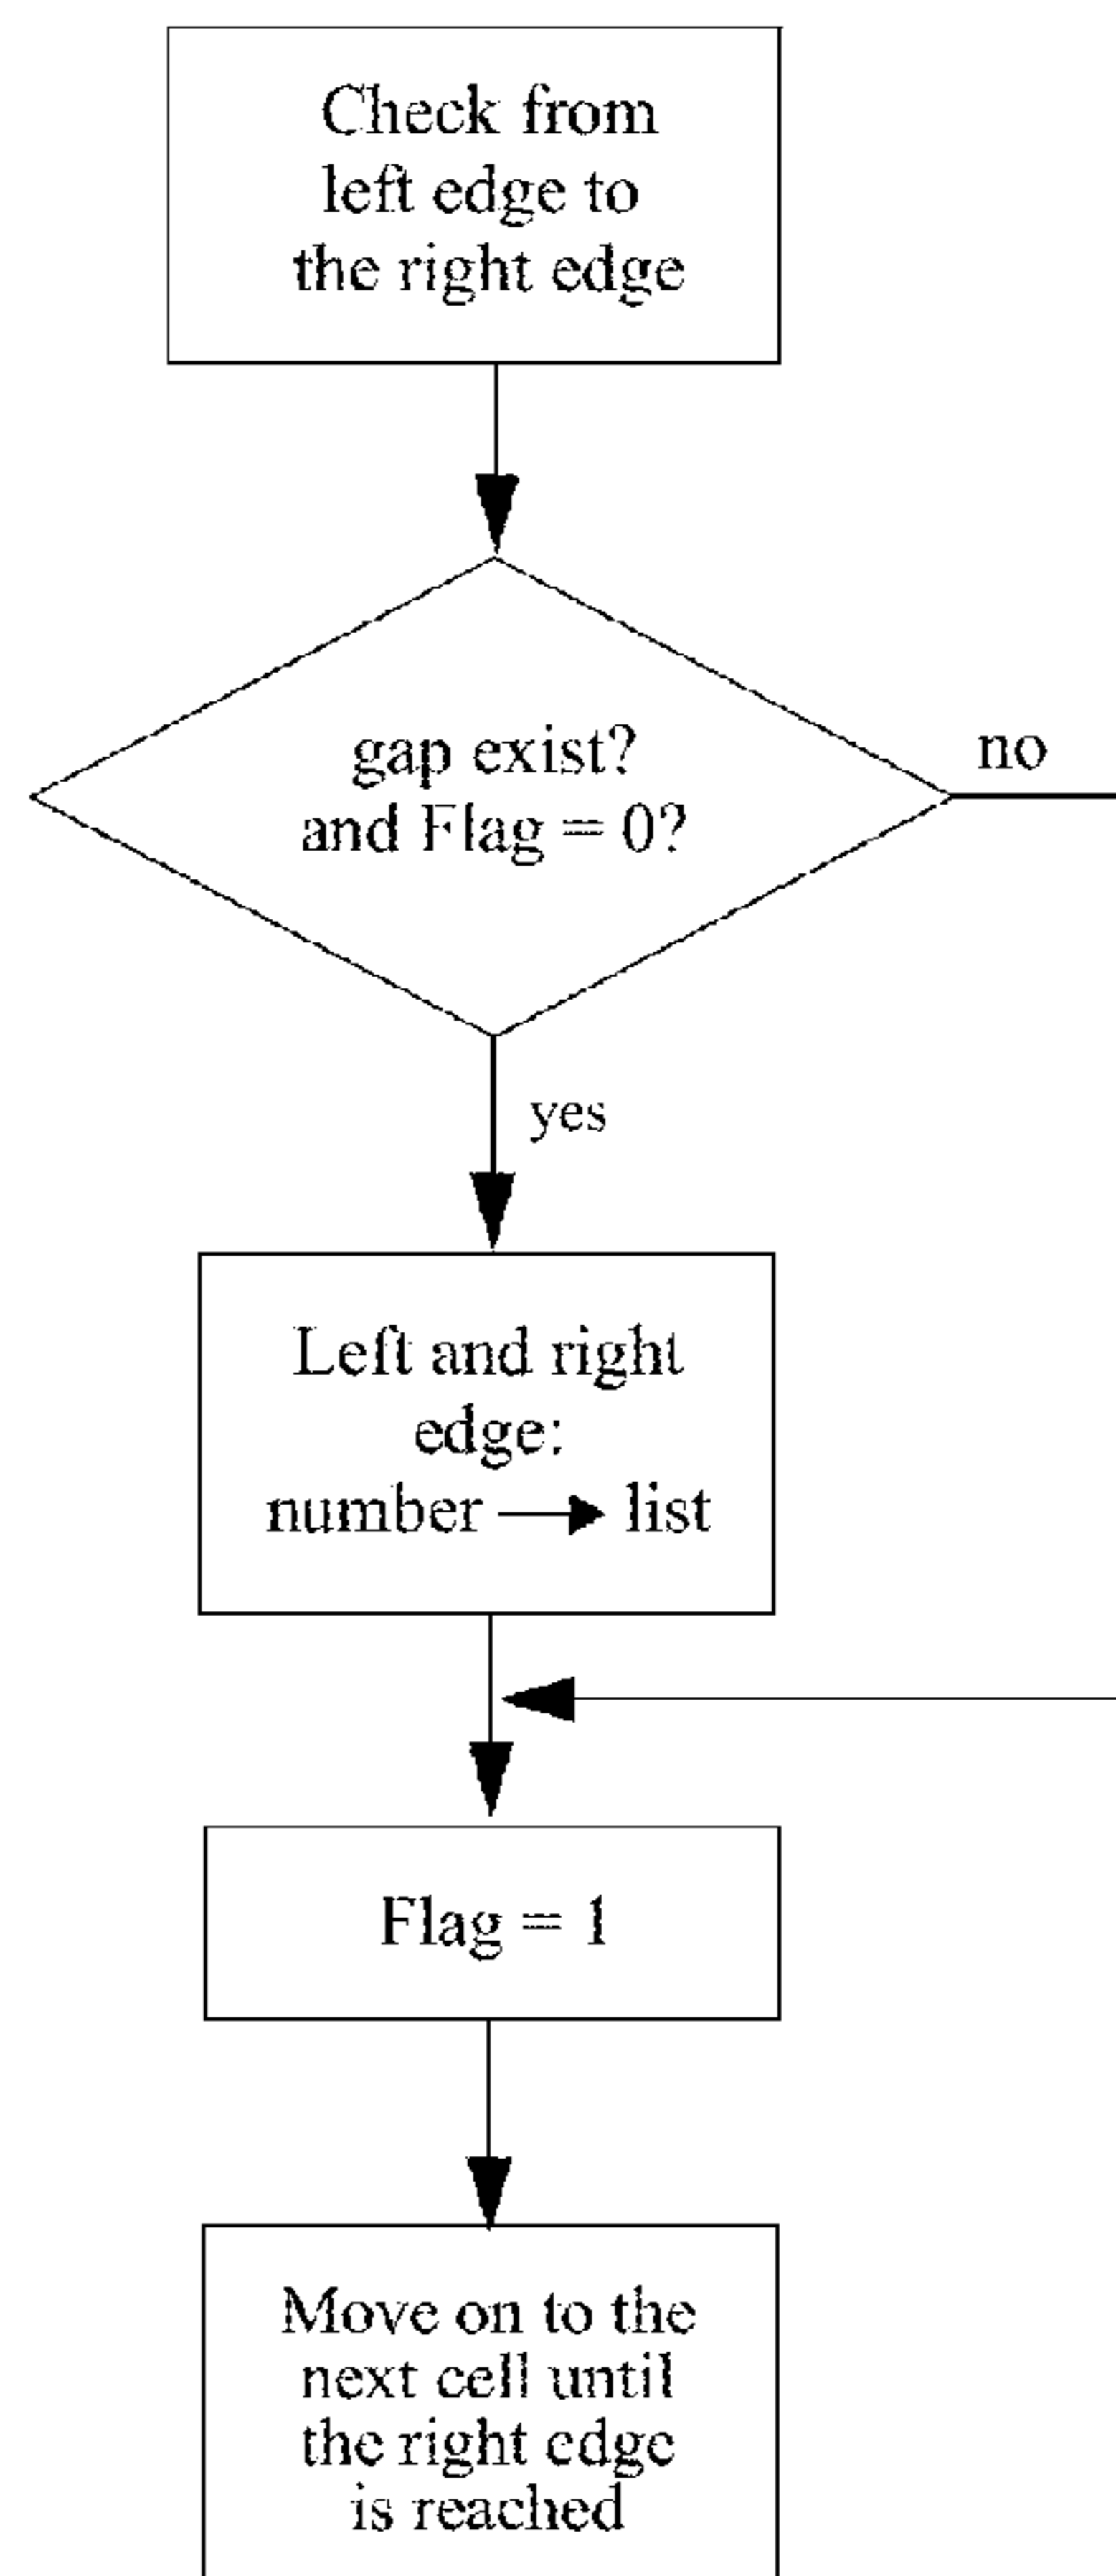 Check from
left edge to
the right edge
gap exist?
and Flag = 0?
no
yes
Left and right
edge:
number → list
Flag = 1
Move on to the
next cell until
the right edge
is reached